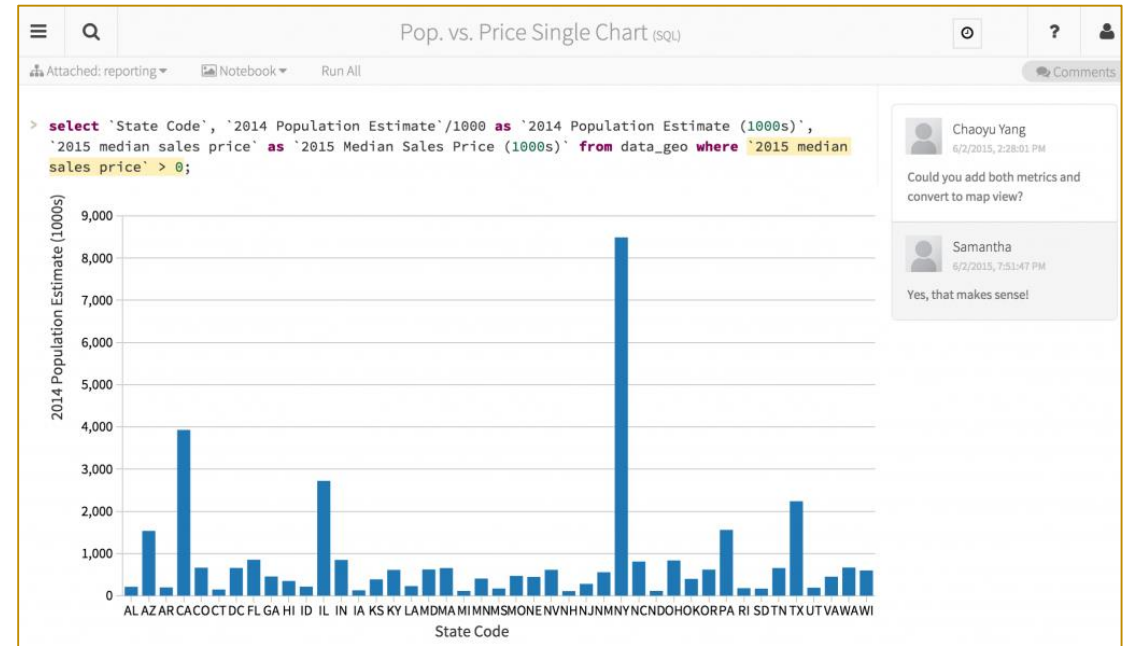 Pop. vs. Price Single Chart (SQL)
?
Attached: reporting
Notebook
Run All
Comments
> select `State Code`, `2014 Population Estimate`/1000 as `2014 Population Estimate (1000s)`,
`2015 median sales price` as `2015 Median Sales Price (1000s)` from data_geo where `2015 median
sales price` > 0;
Chaoyu Yang
6/2/2015, 2:28:01 PM
Could you add both metrics and
convert to map view?
Samantha
6/2/2015, 7:51:47 PM
Yes, that makes sense!
2014 Population Estimate (1000s)
9,000
8,000
7,000
6,000
5,000
4,000
3,000
2,000
1,000
0
AL AZ AR CA CO CT DC FL GA HI ID IL IN IA KS KY LA MD MA MI MN MS MO NE NV NH NJ NM NY NC ND OH OK OR PA RI SD TN TX UT VA WA WI
State Code